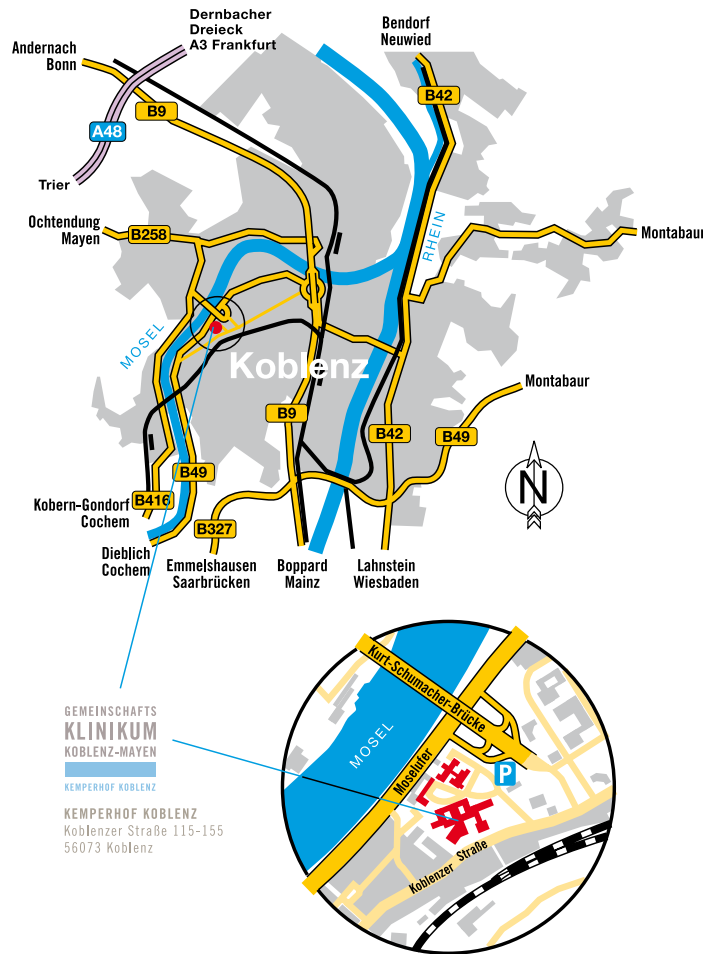 Dernbacher
Dreieck
A3 Frankfurt
Andernach
Bonn
Bendorf
Neuwied
B42
B9
A48
Trier
Ochtendung
Mayen
B258
RHEIN
Montabaur
MOSEL
Koblenz
Montabaur
B9
B42
B49
B49
B416
Kobern-Gondorf
Cochem
B327
N
Dieblich
Cochem
Emmelshausen
Saarbrücken
Boppard
Mainz
Lahnstein
Wiesbaden
Kurt-Schumacher-Brücke
MOSEL
Moselufer
P
Koblenzer Straße
GEMEINSCHAFTS
KLINIKUM
KOBLENZ-MAYEN
KEMPERHOF KOBLENZ
KEMPERHOF KOBLENZ
Koblenzer Straße 115-155
56073 Koblenz